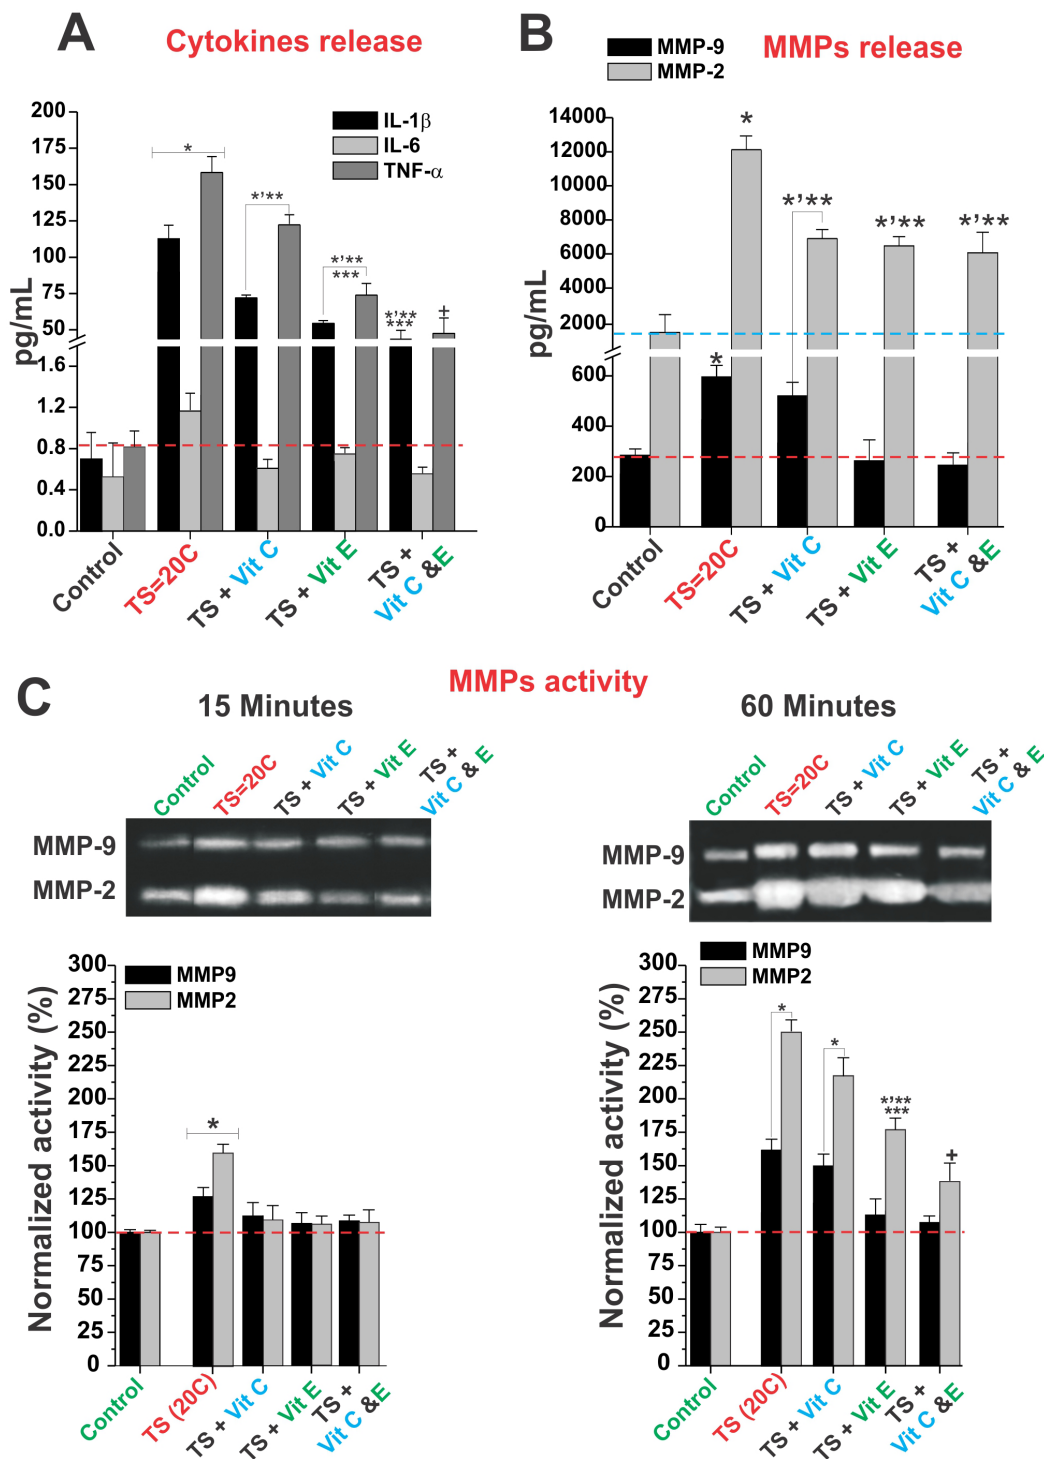 A
Cytokines release
IL-1β
IL-6
TNF-α
pg/mL
200
175
150
125
100
75
50
1.6
1.2
0.8
0.4
0.0
*
*'**
*'**
***
*'**
***
+
Control
TS=20C
TS + Vit C
TS + Vit E
TS +
Vit C &E
B
MMP-9
MMP-2
MMPs release
pg/mL
14000
12000
10000
8000
6000
4000
2000
600
400
200
0
*
*
*'**
*'**
*'**
Control
TS=20C
TS + Vit C
TS + Vit E
TS +
Vit C &E
C
MMPs activity
15 Minutes
Control
TS=20C
TS + Vit C
TS + Vit E
TS +
Vit C & E
MMP-9
MMP-2
MMP9
MMP2
Normalized activity (%)
300
275
250
225
200
175
150
125
100
75
50
25
0
*
Control
TS (20C)
TS + Vit C
TS + Vit E
TS +
Vit C &E
60 Minutes
Control
TS=20C
TS + Vit C
TS + Vit E
TS +
Vit C & E
MMP-9
MMP-2
MMP9
MMP2
Normalized activity (%)
300
275
250
225
200
175
150
125
100
75
50
25
0
*
*
*'**
***
+
Control
TS (20C)
TS + Vit C
TS + Vit E
TS +
Vit C &E